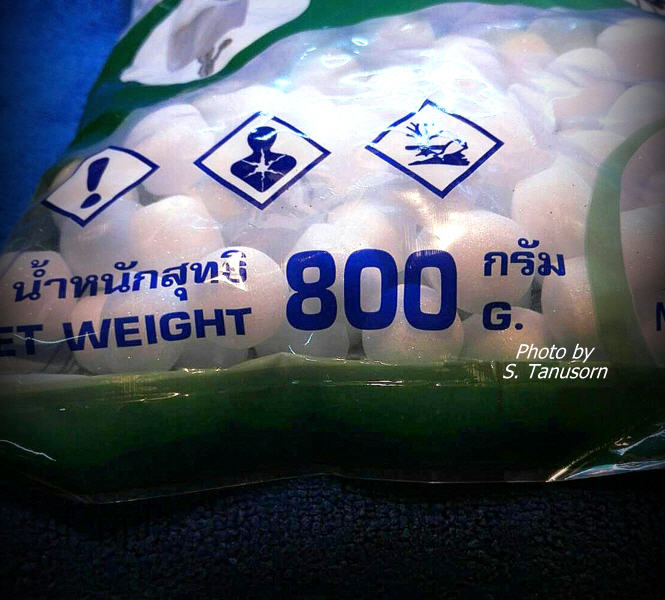 น้ำหนักสุทธิ 800 กรัม
ET WEIGHT G.
Photo by
S. Tanusorn